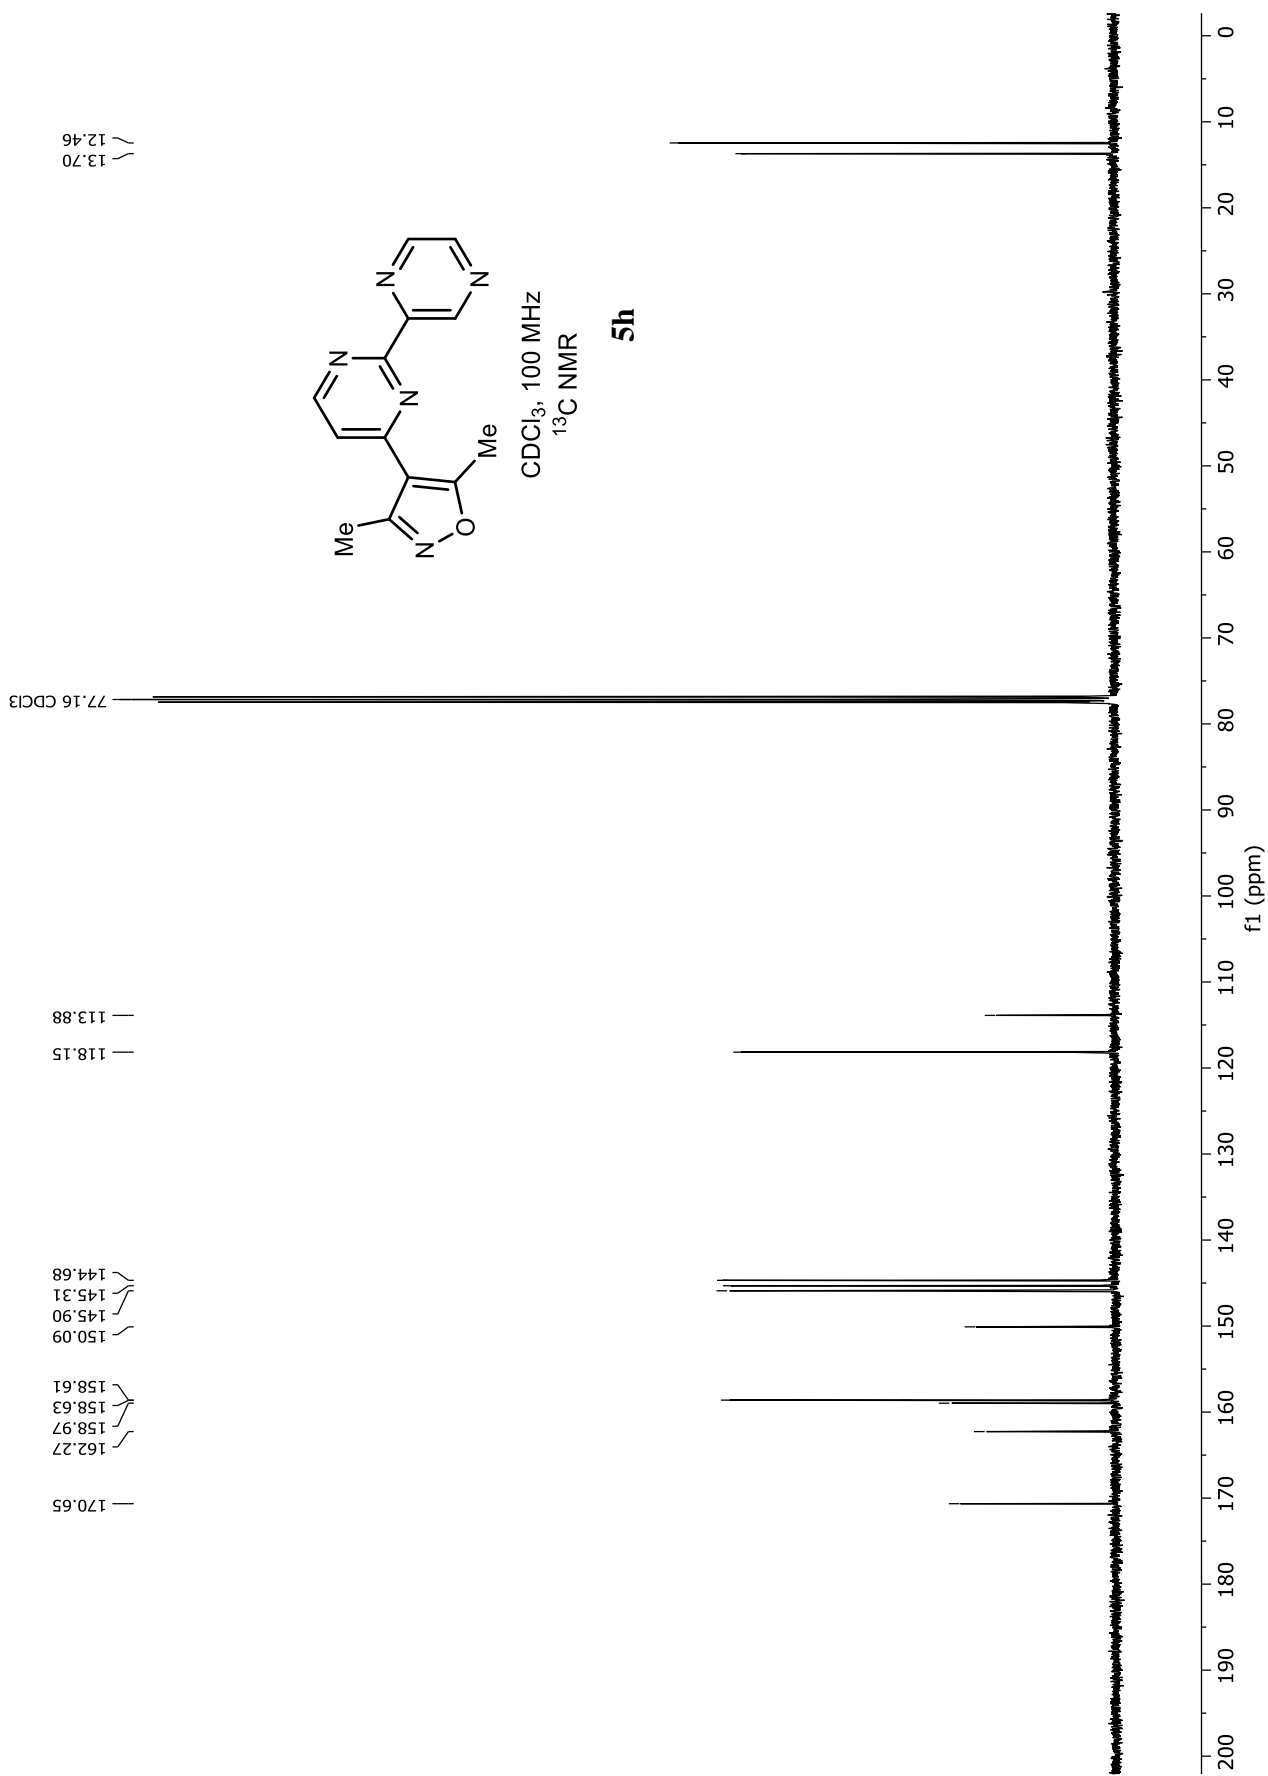 170.65
162.27
158.97
158.63
158.61
150.09
145.90
145.31
144.68
118.15
113.88
77.16 CDCl3
13.70
12.46
Me
N
O
Me
N
N
N
N
CDCl3, 100 MHz
13C NMR
5h
200 190 180 170 160 150 140 130 120 110 100 90 80 70 60 50 40 30 20 10 0
f1 (ppm)